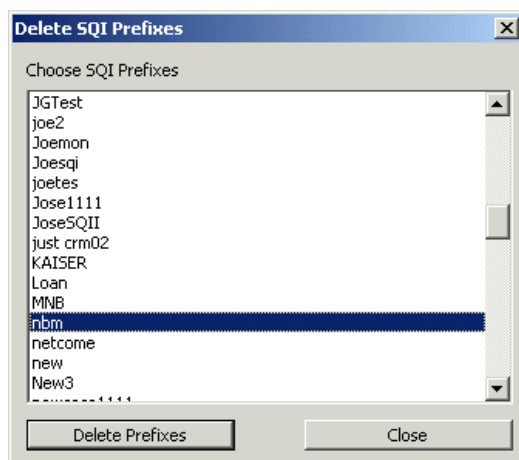 Delete SQI Prefixes
Choose SQI Prefixes
JGTest
joe2
Joemon
Joesqi
joetes
Jose1111
JoseSQII
just crm02
KAISER
Loan
MNB
nbm
netcome
new
New3
Delete Prefixes
Close